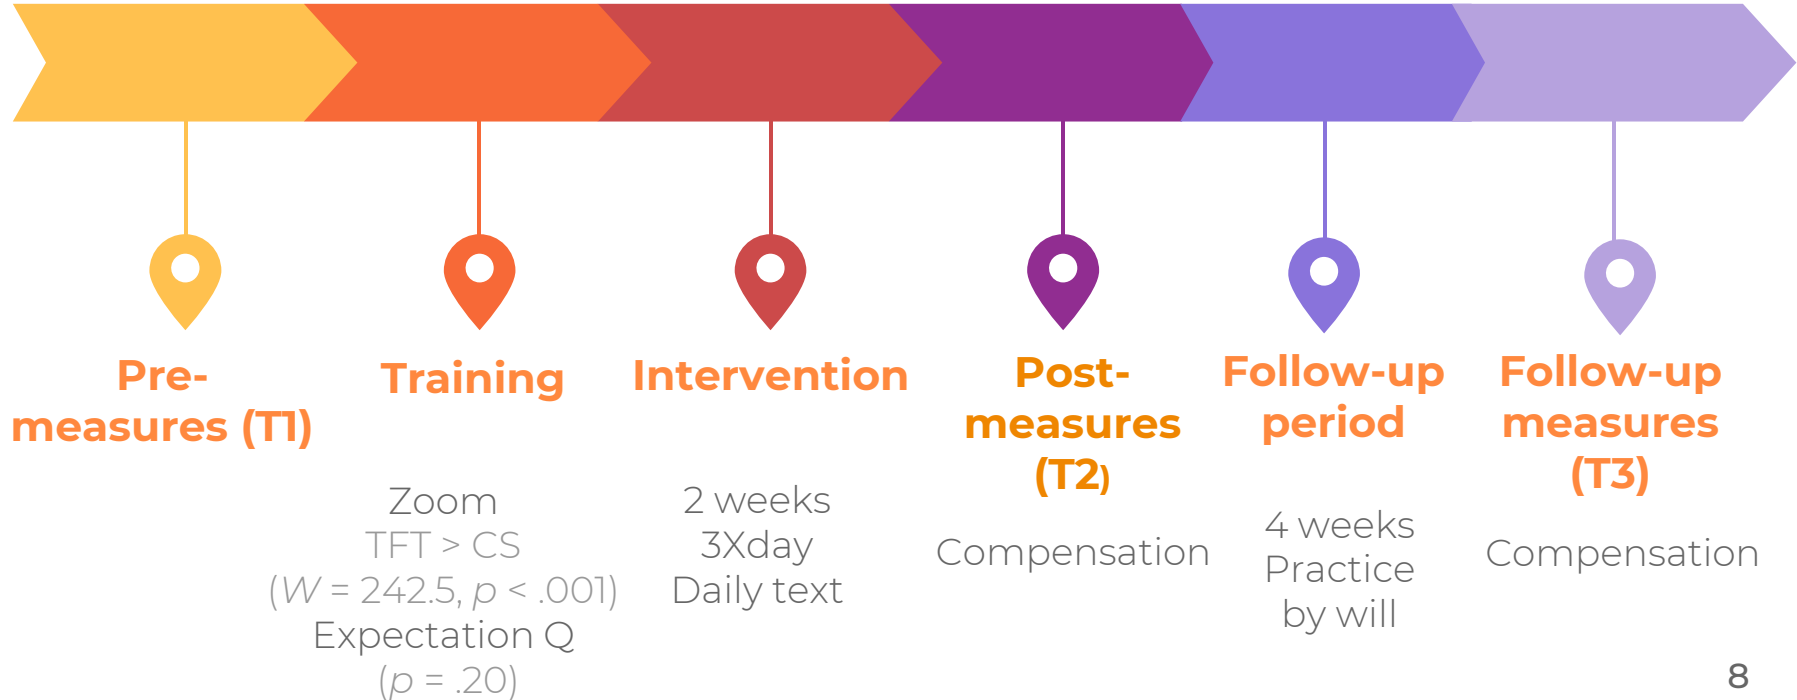 Pre-
measures (T1)
Training
Zoom
TFT > CS
(W = 242.5, p < .001)
Expectation Q
(p = .20)
Intervention
2 weeks
3Xday
Daily text
Post-
measures
(T2)
Compensation
Follow-up
period
4 weeks
Practice
by will
Follow-up
measures
(T3)
Compensation
8